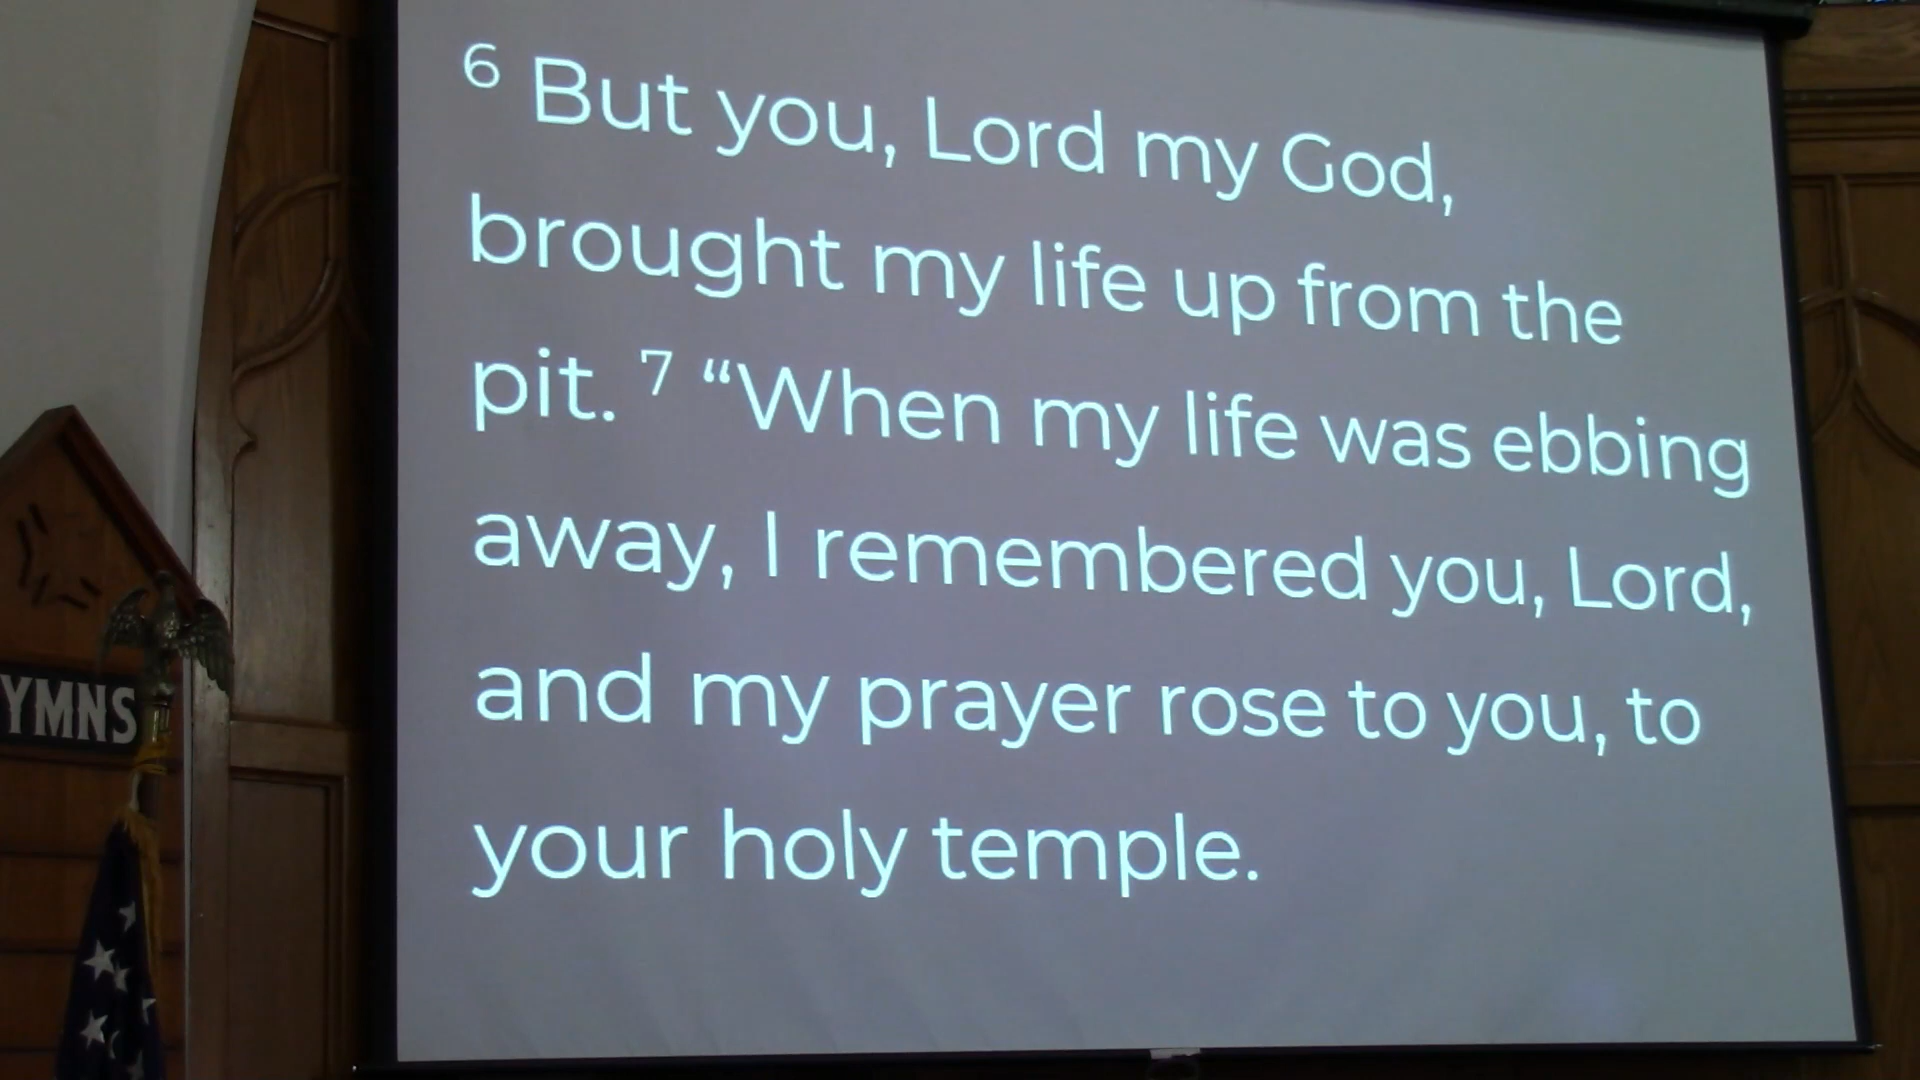 ⁶ But you, Lord my God,
brought my life up from the
pit. ⁷ “When my life was ebbing
away, I remembered you, Lord,
and my prayer rose to you, to
your holy temple.
YMNS